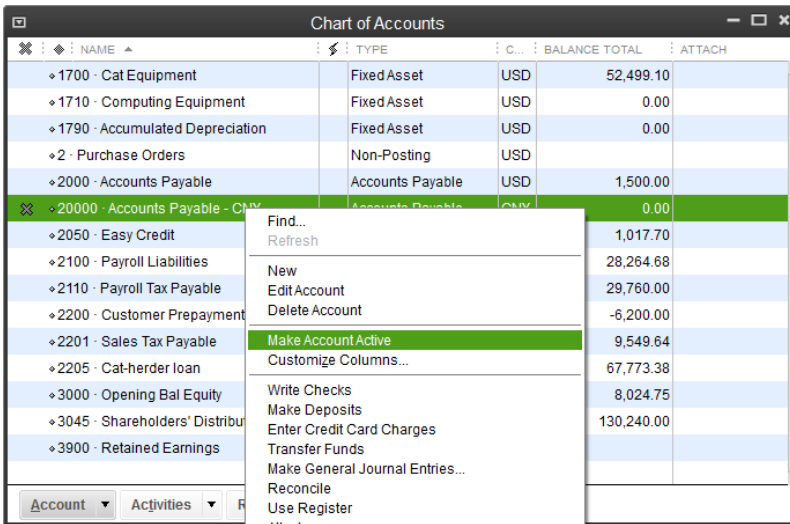 Chart of Accounts
NAME TYPE C... BALANCE TOTAL ATTACH
1700 · Cat Equipment Fixed Asset USD 52,499.10
1710 · Computing Equipment Fixed Asset USD 0.00
1790 · Accumulated Depreciation Fixed Asset USD 0.00
2 · Purchase Orders Non-Posting USD
2000 · Accounts Payable Accounts Payable USD 1,500.00
20000 · Accounts Payable - CNY Accounts Payable CNY 0.00
2050 · Easy Credit 1,017.70
2100 · Payroll Liabilities 28,264.68
2110 · Payroll Tax Payable 29,760.00
2200 · Customer Prepayment -6,200.00
2201 · Sales Tax Payable 9,549.64
2205 · Cat-herder loan 67,773.38
3000 · Opening Bal Equity 8,024.75
3045 · Shareholders' Distribu 130,240.00
3900 · Retained Earnings
Find...
Refresh
New
Edit Account
Delete Account
Make Account Active
Customize Columns...
Write Checks
Make Deposits
Enter Credit Card Charges
Transfer Funds
Make General Journal Entries...
Reconcile
Use Register
Account Activities R